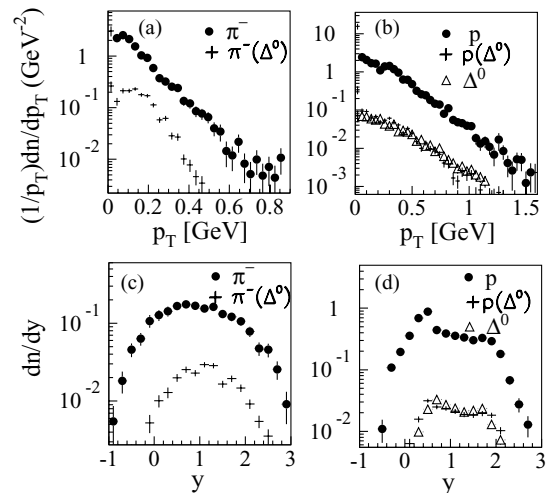 (a)
π⁻
π⁻(Δ⁰)
(1/p_T)dn/dp_T (GeV⁻²)
1
10⁻¹
10⁻²
0 0.2 0.4 0.6 0.8
p_T [GeV]
(b)
p
p(Δ⁰)
Δ⁰
10
1
10⁻¹
10⁻²
10⁻³
0 0.5 1 1.5
p_T [GeV]
(c)
π⁻
π⁻(Δ⁰)
dn/dy
10⁻¹
10⁻²
-1 0 1 2 3
y
(d)
p
p(Δ⁰)
Δ⁰
1
10⁻¹
10⁻²
-1 0 1 2 3
y